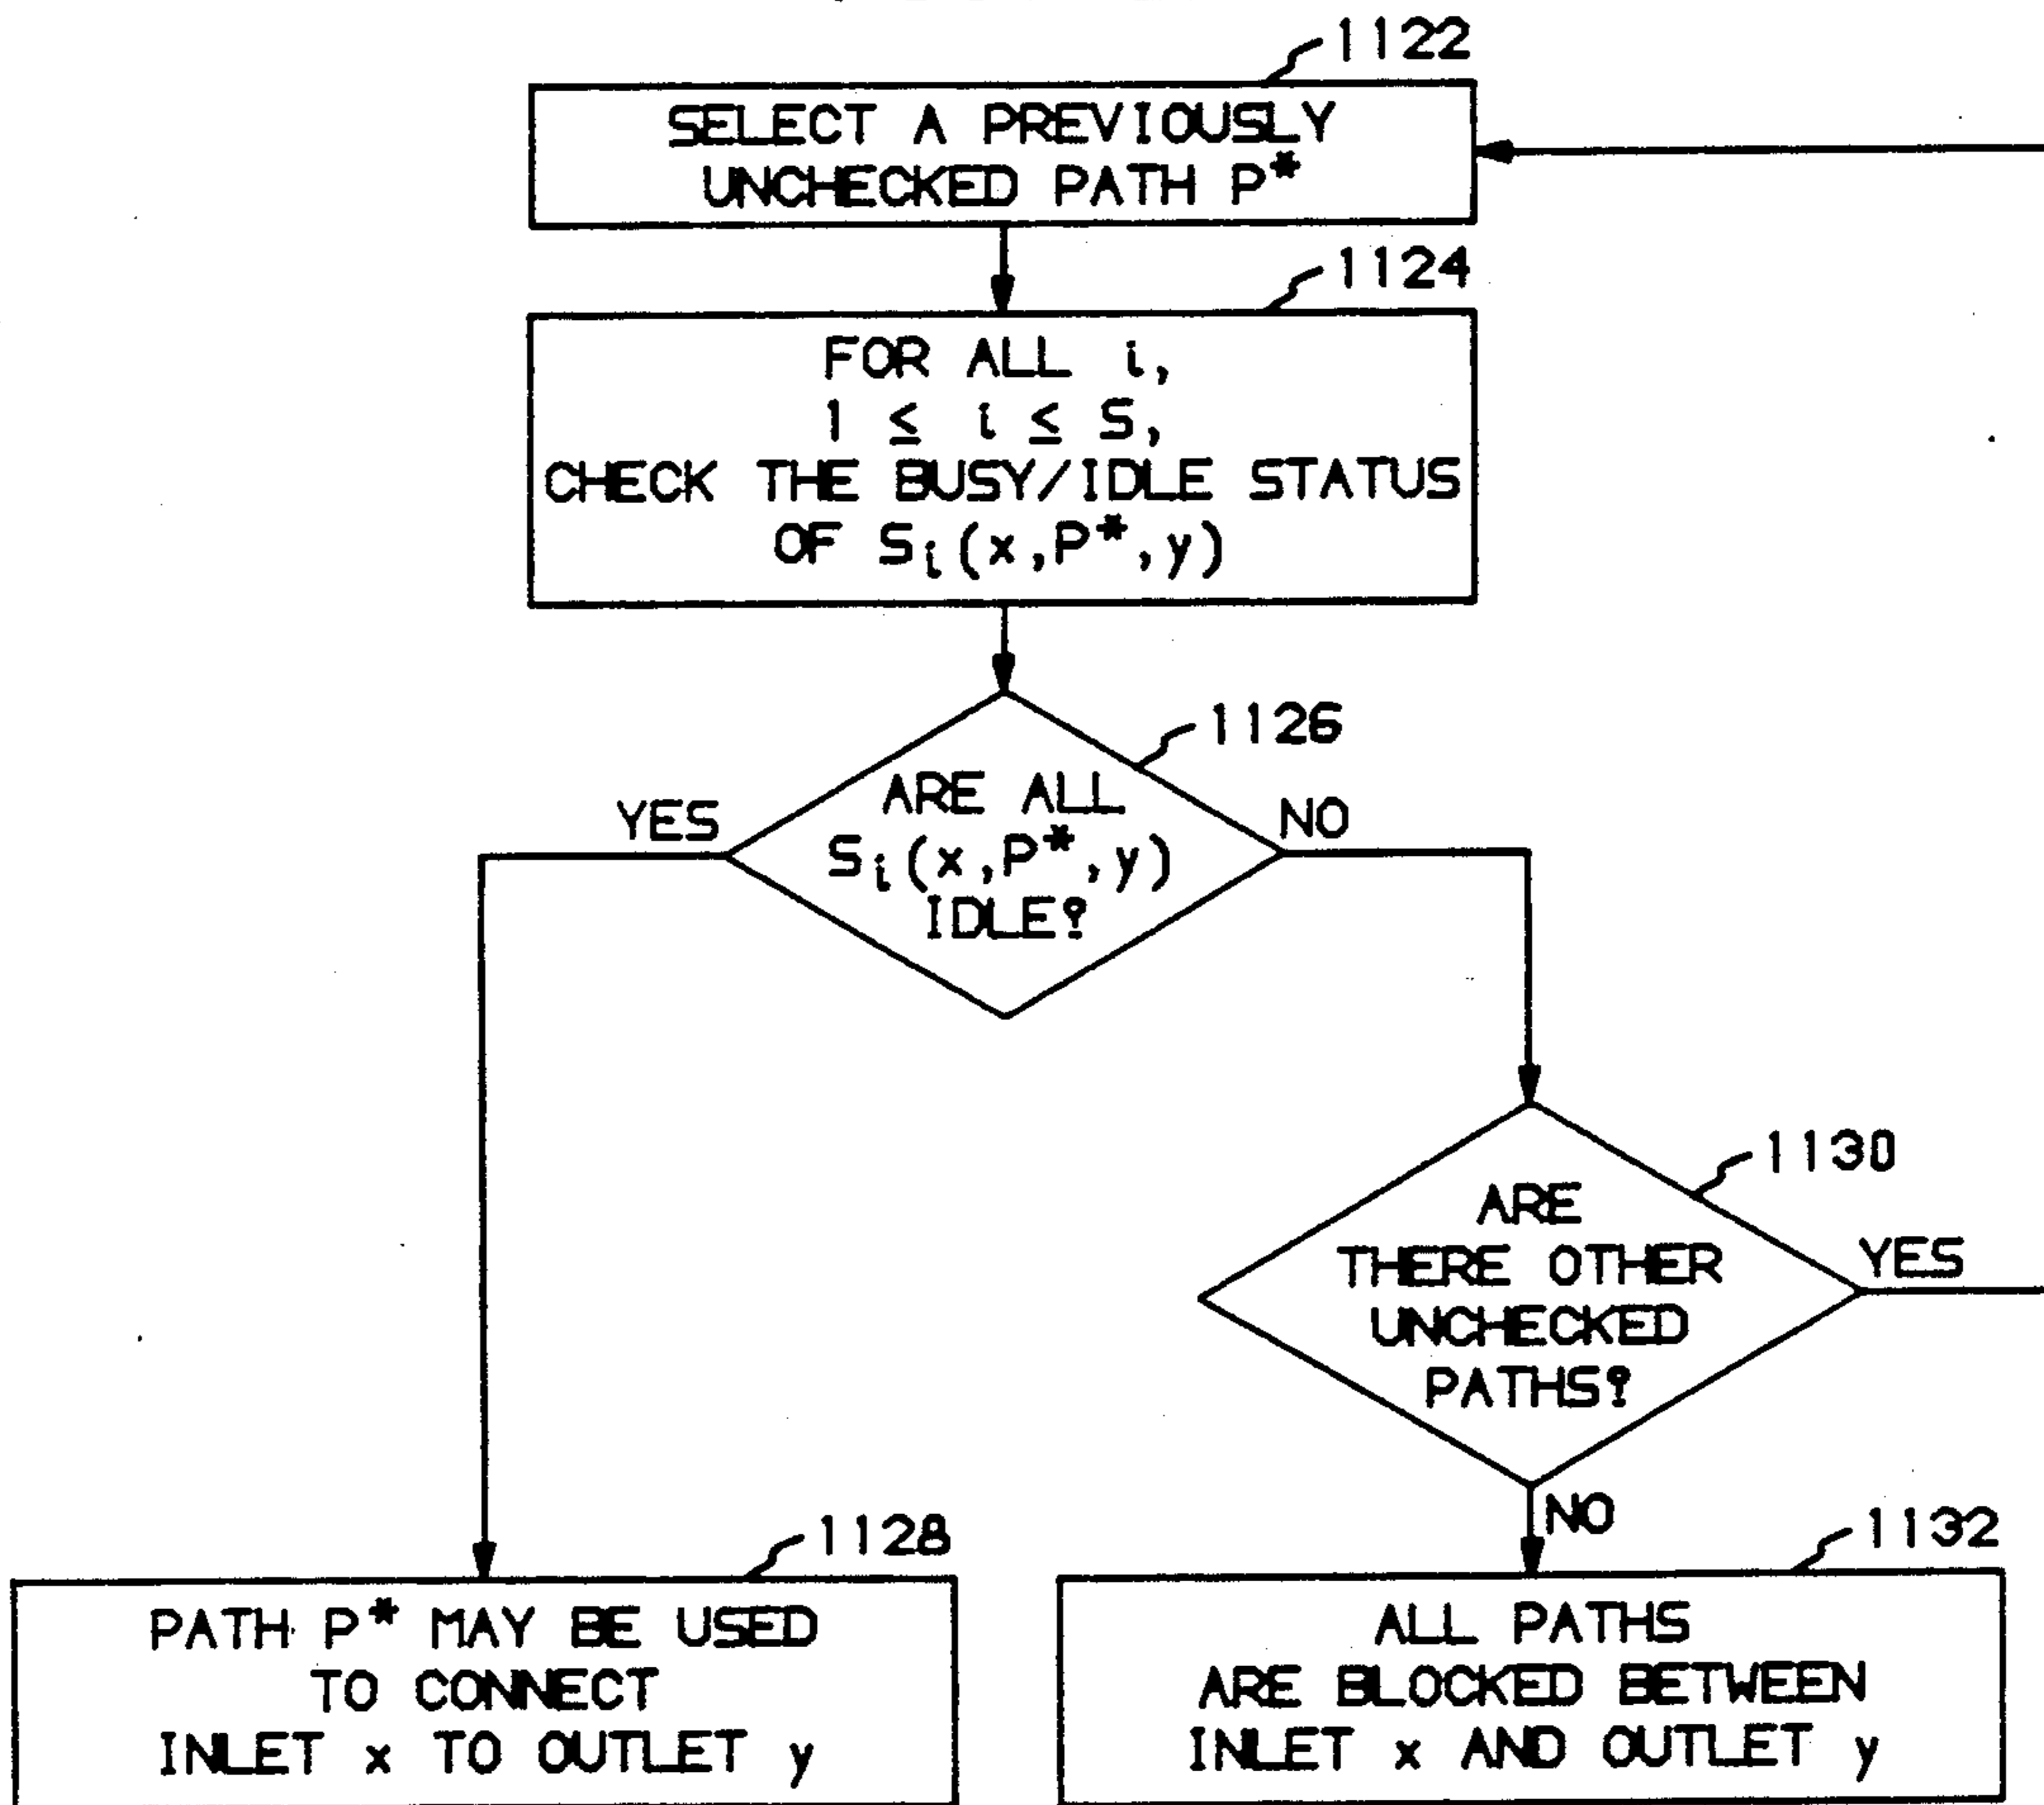 1122
SELECT A PREVIOUSLY
UNCHECKED PATH P*
1124
FOR ALL i,
1 ≤ i ≤ S,
CHECK THE BUSY/IDLE STATUS
OF Si(x,P*,y)
1126
ARE ALL
Si(x,P*,y)
IDLE?
YES
NO
1130
ARE
THERE OTHER
UNCHECKED
PATHS?
YES
NO
1128
PATH P* MAY BE USED
TO CONNECT
INLET x TO OUTLET y
1132
ALL PATHS
ARE BLOCKED BETWEEN
INLET x AND OUTLET y